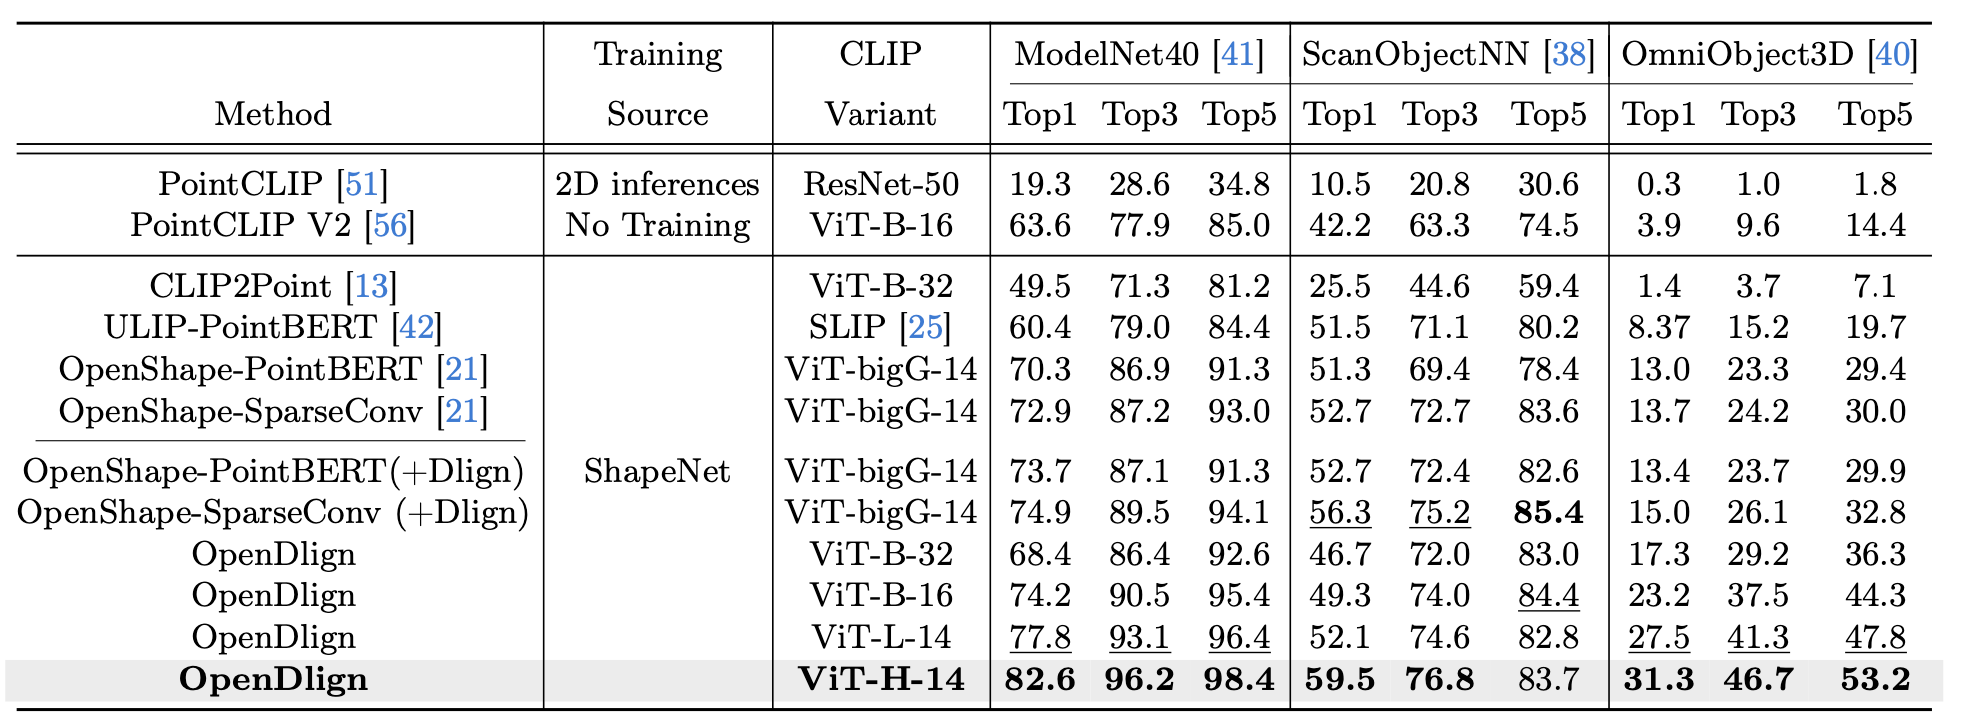 Training CLIP ModelNet40 [41] ScanObjectNN [38] OmniObject3D [40]
Method Source Variant Top1 Top3 Top5 Top1 Top3 Top5 Top1 Top3 Top5
PointCLIP [51] 2D inferences ResNet-50 19.3 28.6 34.8 10.5 20.8 30.6 0.3 1.0 1.8
PointCLIP V2 [56] No Training ViT-B-16 63.6 77.9 85.0 42.2 63.3 74.5 3.9 9.6 14.4
CLIP2Point [13] ViT-B-32 49.5 71.3 81.2 25.5 44.6 59.4 1.4 3.7 7.1
ULIP-PointBERT [42] SLIP [25] 60.4 79.0 84.4 51.5 71.1 80.2 8.37 15.2 19.7
OpenShape-PointBERT [21] ViT-bigG-14 70.3 86.9 91.3 51.3 69.4 78.4 13.0 23.3 29.4
OpenShape-SparseConv [21] ViT-bigG-14 72.9 87.2 93.0 52.7 72.7 83.6 13.7 24.2 30.0
OpenShape-PointBERT(+Dlign) ShapeNet ViT-bigG-14 73.7 87.1 91.3 52.7 72.4 82.6 13.4 23.7 29.9
OpenShape-SparseConv (+Dlign) ViT-bigG-14 74.9 89.5 94.1 56.3 75.2 85.4 15.0 26.1 32.8
OpenDlign ViT-B-32 68.4 86.4 92.6 46.7 72.0 83.0 17.3 29.2 36.3
OpenDlign ViT-B-16 74.2 90.5 95.4 49.3 74.0 84.4 23.2 37.5 44.3
OpenDlign ViT-L-14 77.8 93.1 96.4 52.1 74.6 82.8 27.5 41.3 47.8
OpenDlign ViT-H-14 82.6 96.2 98.4 59.5 76.8 83.7 31.3 46.7 53.2